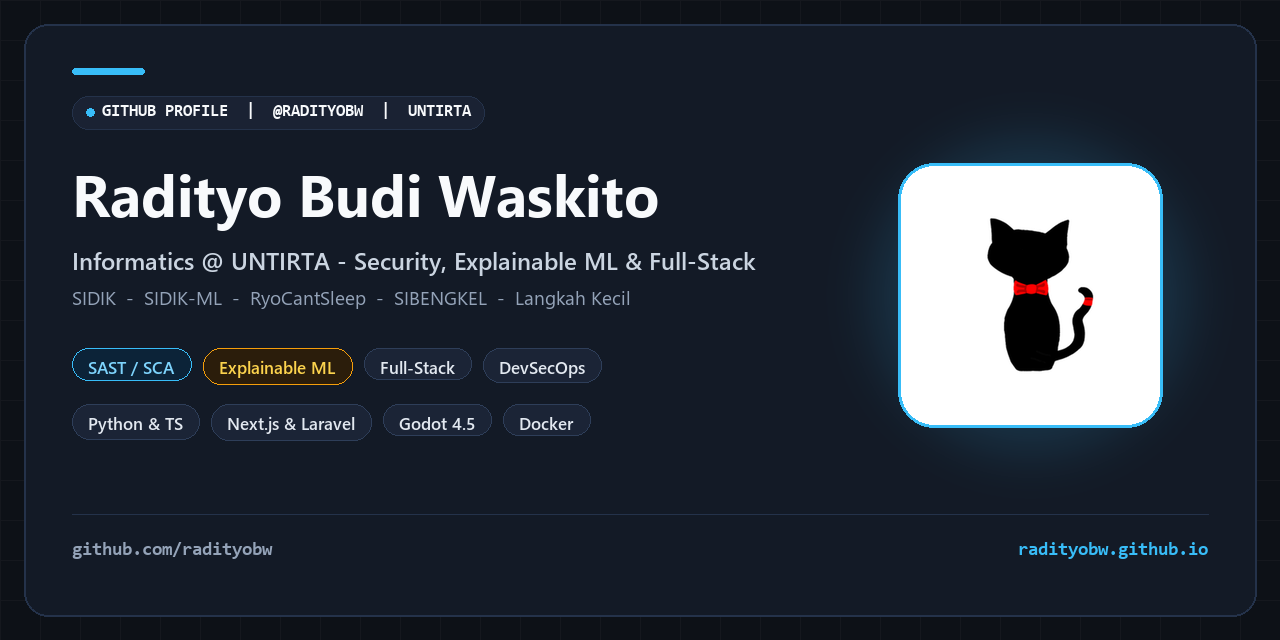 GITHUB PROFILE | @RADITYOBW | UNTIRTA
Radityo Budi Waskito
Informatics @ UNTIRTA - Security, Explainable ML & Full-Stack
SIDIK - SIDIK-ML - RyoCantSleep - SIBENGKEL - Langkah Kecil
SAST / SCA Explainable ML Full-Stack DevSecOps
Python & TS Next.js & Laravel Godot 4.5 Docker
github.com/radityobw radityobw.github.io